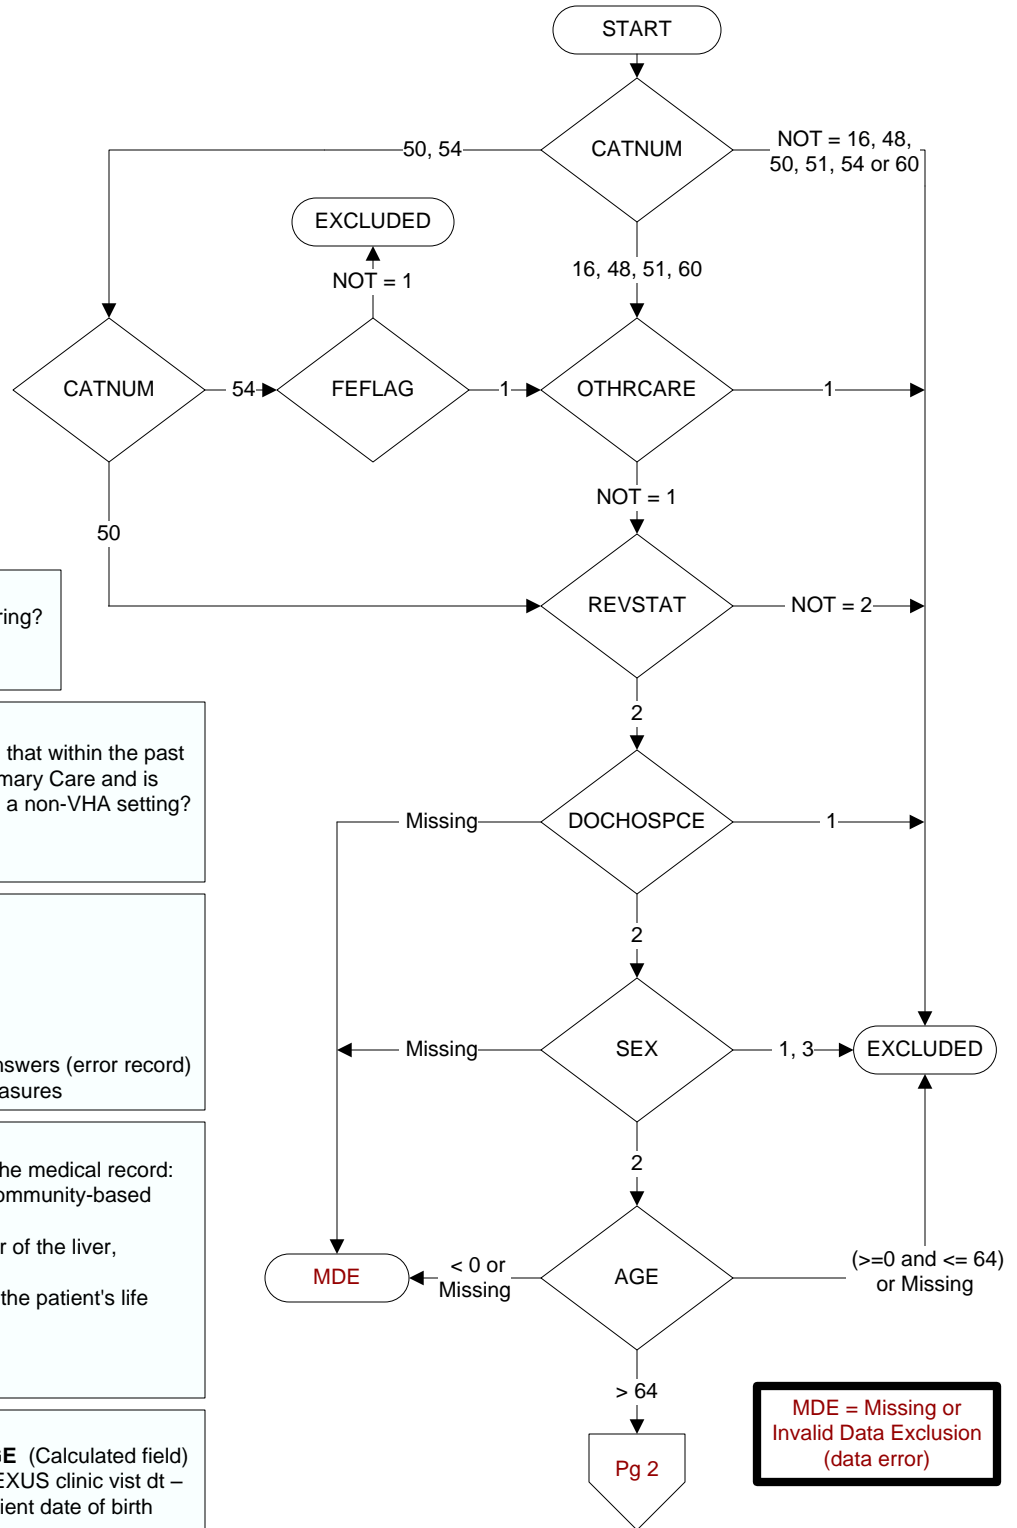 START
CATNUM
50, 54
NOT = 16, 48,
50, 51, 54 or 60
EXCLUDED
NOT = 1
16, 48, 51, 60
CATNUM
54
FEFLAG
1
OTHRCARE
1
NOT = 1
50
REVSTAT
NOT = 2
2
DOCHOSPCE
Missing
1
2
SEX
Missing
1, 3
EXCLUDED
2
AGE
MDE
< 0 or
Missing
(>=0 and <= 64)
or Missing
> 64
Pg 2
MDE = Missing or
Invalid Data Exclusion
(data error)
ring?
that within the past
mary Care and is
a non-VHA setting?
nswers (error record)
asures
he medical record:
ommunity-based
r of the liver,
the patient's life
GE (Calculated field)
EXUS clinic vist dt –
ient date of birth